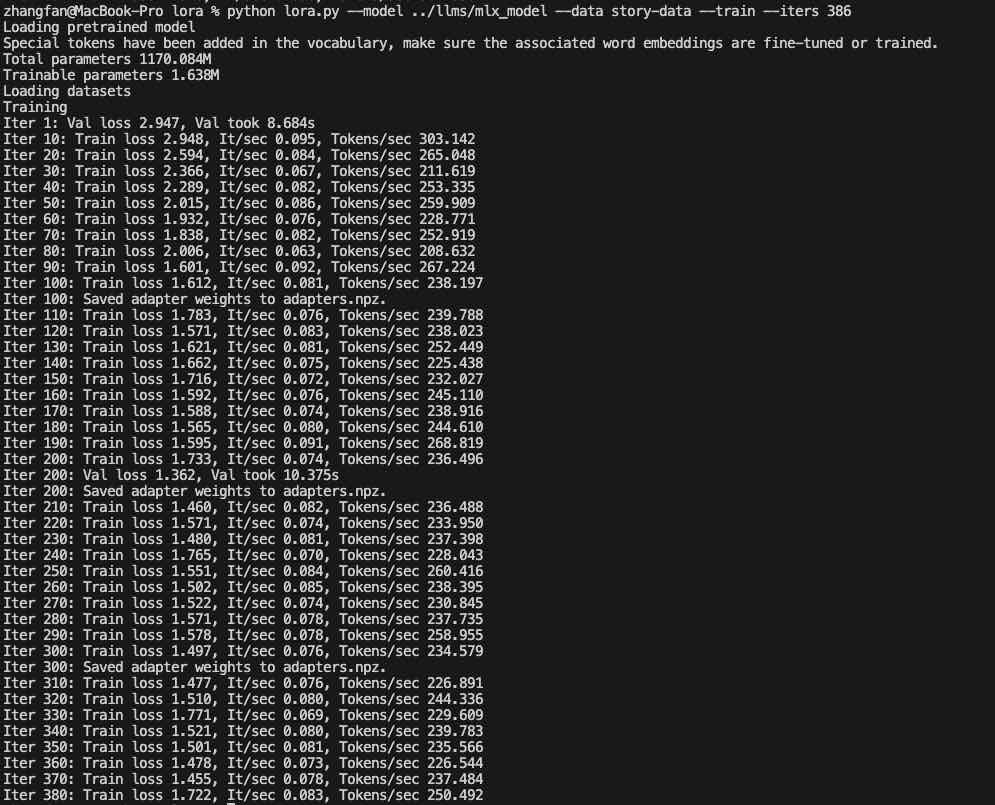 zhangfan@MacBook-Pro lora % python lora.py --model ../llms/mlx_model --data story-data --train --iters 386
Loading pretrained model
Special tokens have been added in the vocabulary, make sure the associated word embeddings are fine-tuned or trained.
Total parameters 1170.084M
Trainable parameters 1.638M
Loading datasets
Training
Iter 1: Val loss 2.947, Val took 8.684s
Iter 10: Train loss 2.948, It/sec 0.095, Tokens/sec 303.142
Iter 20: Train loss 2.594, It/sec 0.084, Tokens/sec 265.048
Iter 30: Train loss 2.366, It/sec 0.067, Tokens/sec 211.619
Iter 40: Train loss 2.289, It/sec 0.082, Tokens/sec 253.335
Iter 50: Train loss 2.015, It/sec 0.086, Tokens/sec 259.909
Iter 60: Train loss 1.932, It/sec 0.076, Tokens/sec 228.771
Iter 70: Train loss 1.838, It/sec 0.082, Tokens/sec 252.919
Iter 80: Train loss 2.006, It/sec 0.063, Tokens/sec 208.632
Iter 90: Train loss 1.601, It/sec 0.092, Tokens/sec 267.224
Iter 100: Train loss 1.612, It/sec 0.081, Tokens/sec 238.197
Iter 100: Saved adapter weights to adapters.npz.
Iter 110: Train loss 1.783, It/sec 0.076, Tokens/sec 239.788
Iter 120: Train loss 1.571, It/sec 0.083, Tokens/sec 238.023
Iter 130: Train loss 1.621, It/sec 0.081, Tokens/sec 252.449
Iter 140: Train loss 1.662, It/sec 0.075, Tokens/sec 225.438
Iter 150: Train loss 1.716, It/sec 0.072, Tokens/sec 232.027
Iter 160: Train loss 1.592, It/sec 0.076, Tokens/sec 245.110
Iter 170: Train loss 1.588, It/sec 0.074, Tokens/sec 238.916
Iter 180: Train loss 1.565, It/sec 0.080, Tokens/sec 244.610
Iter 190: Train loss 1.595, It/sec 0.091, Tokens/sec 268.819
Iter 200: Train loss 1.733, It/sec 0.074, Tokens/sec 236.496
Iter 200: Val loss 1.362, Val took 10.375s
Iter 200: Saved adapter weights to adapters.npz.
Iter 210: Train loss 1.460, It/sec 0.082, Tokens/sec 236.488
Iter 220: Train loss 1.571, It/sec 0.074, Tokens/sec 233.950
Iter 230: Train loss 1.480, It/sec 0.081, Tokens/sec 237.398
Iter 240: Train loss 1.765, It/sec 0.070, Tokens/sec 228.043
Iter 250: Train loss 1.551, It/sec 0.084, Tokens/sec 260.416
Iter 260: Train loss 1.502, It/sec 0.085, Tokens/sec 238.395
Iter 270: Train loss 1.522, It/sec 0.074, Tokens/sec 230.845
Iter 280: Train loss 1.571, It/sec 0.078, Tokens/sec 237.735
Iter 290: Train loss 1.578, It/sec 0.078, Tokens/sec 258.955
Iter 300: Train loss 1.497, It/sec 0.076, Tokens/sec 234.579
Iter 300: Saved adapter weights to adapters.npz.
Iter 310: Train loss 1.477, It/sec 0.076, Tokens/sec 226.891
Iter 320: Train loss 1.510, It/sec 0.080, Tokens/sec 244.336
Iter 330: Train loss 1.771, It/sec 0.069, Tokens/sec 229.609
Iter 340: Train loss 1.521, It/sec 0.080, Tokens/sec 239.783
Iter 350: Train loss 1.501, It/sec 0.081, Tokens/sec 235.566
Iter 360: Train loss 1.478, It/sec 0.073, Tokens/sec 226.544
Iter 370: Train loss 1.455, It/sec 0.078, Tokens/sec 237.484
Iter 380: Train loss 1.722, It/sec 0.083, Tokens/sec 250.492